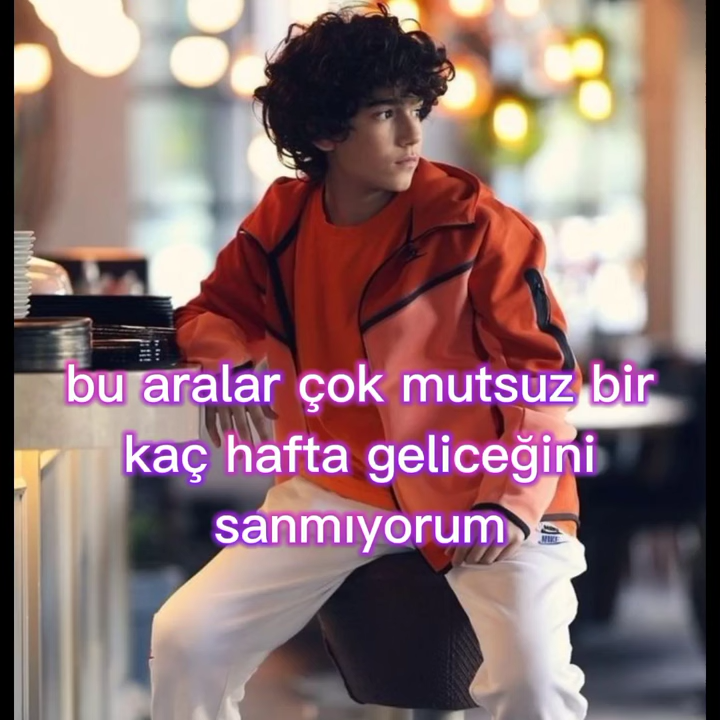 bu aralar çok mutsuz bir
kaç hafta geliceğini
sanmıyorum